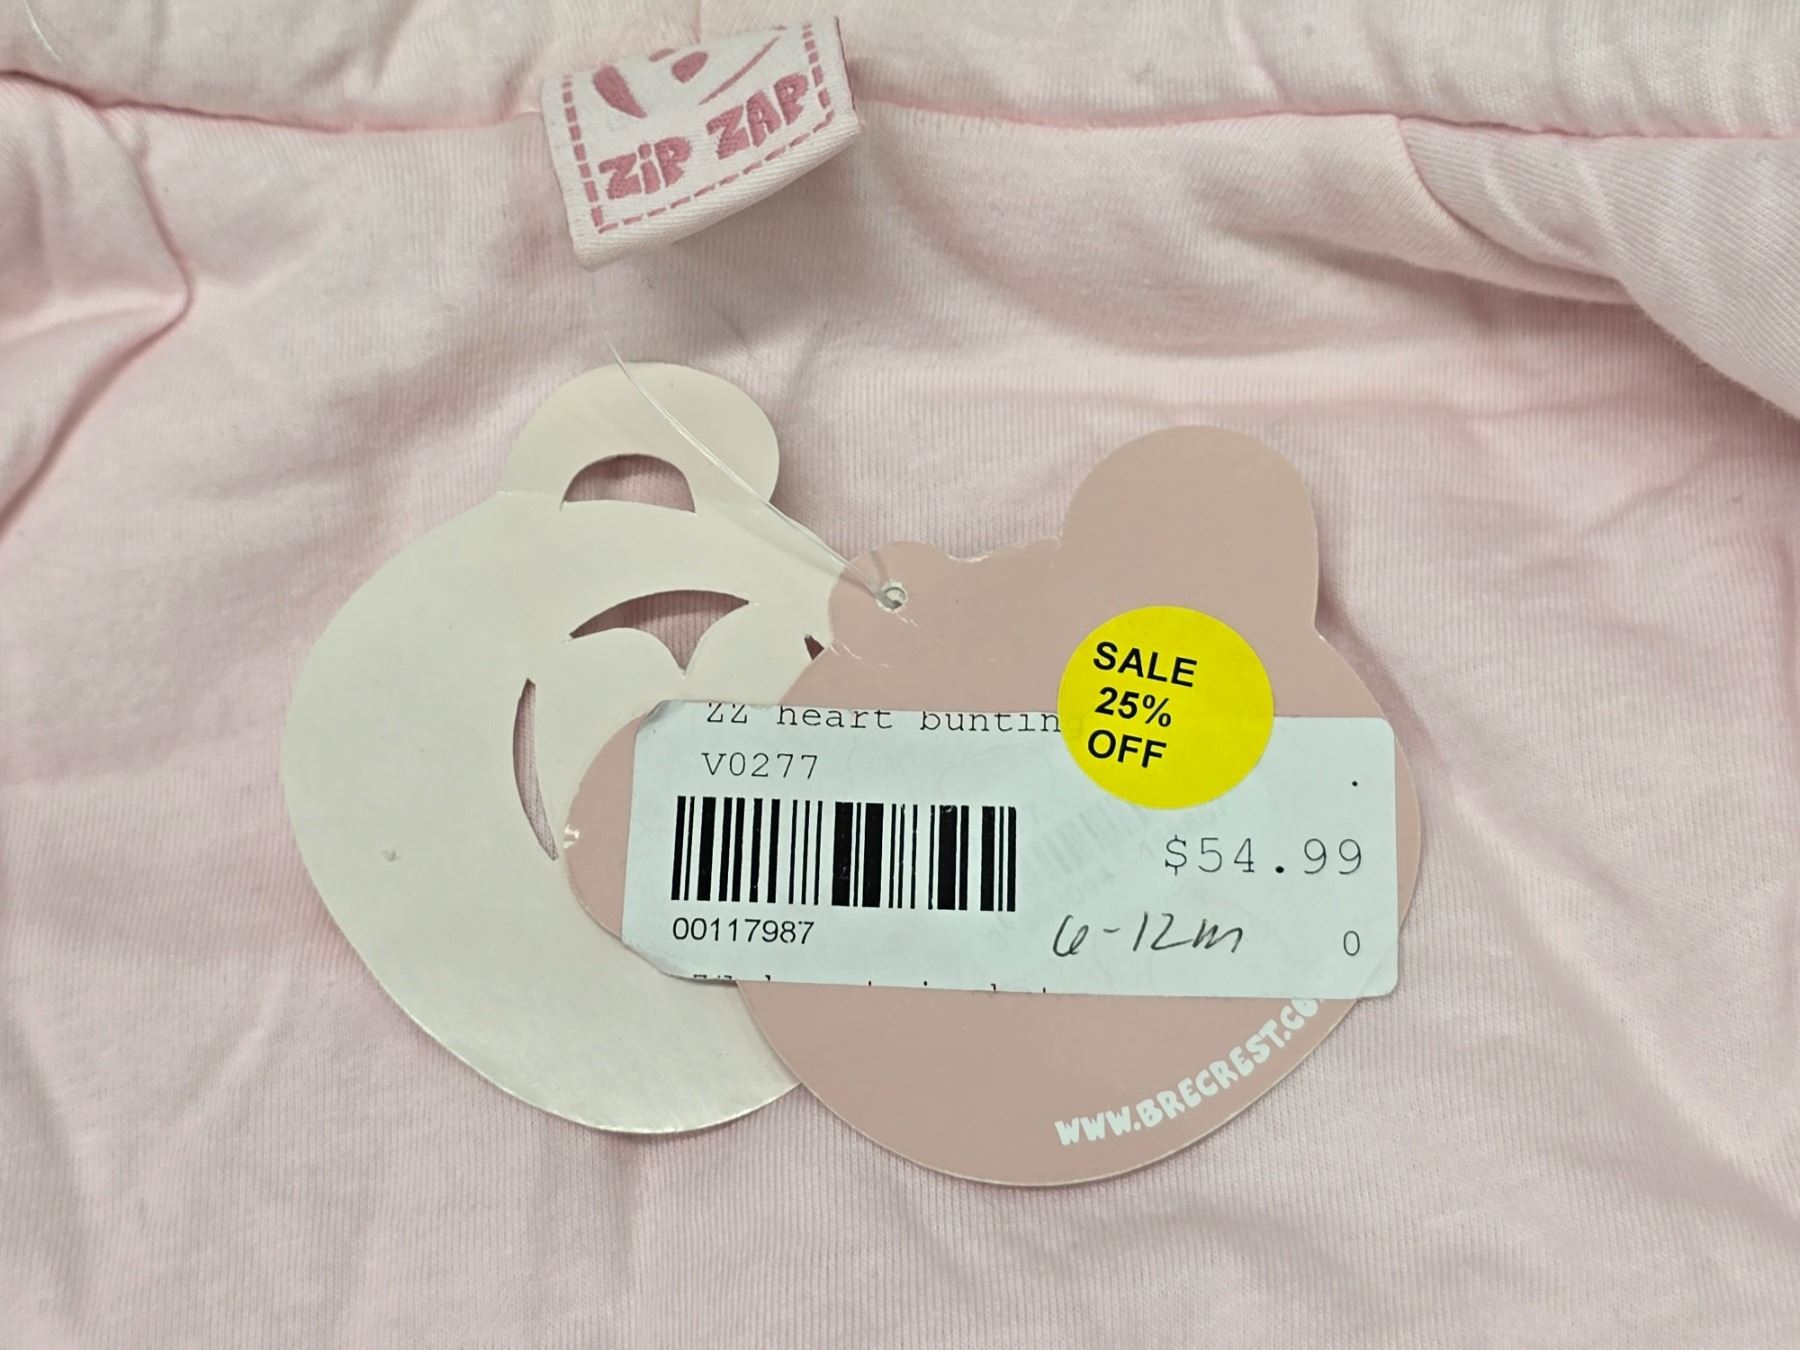 ZIP ZAP
SALE
25%
OFF
ZZ heart bunting
V0277
$54.99
00117987
6-12m
0
WWW.BRECREST.CO